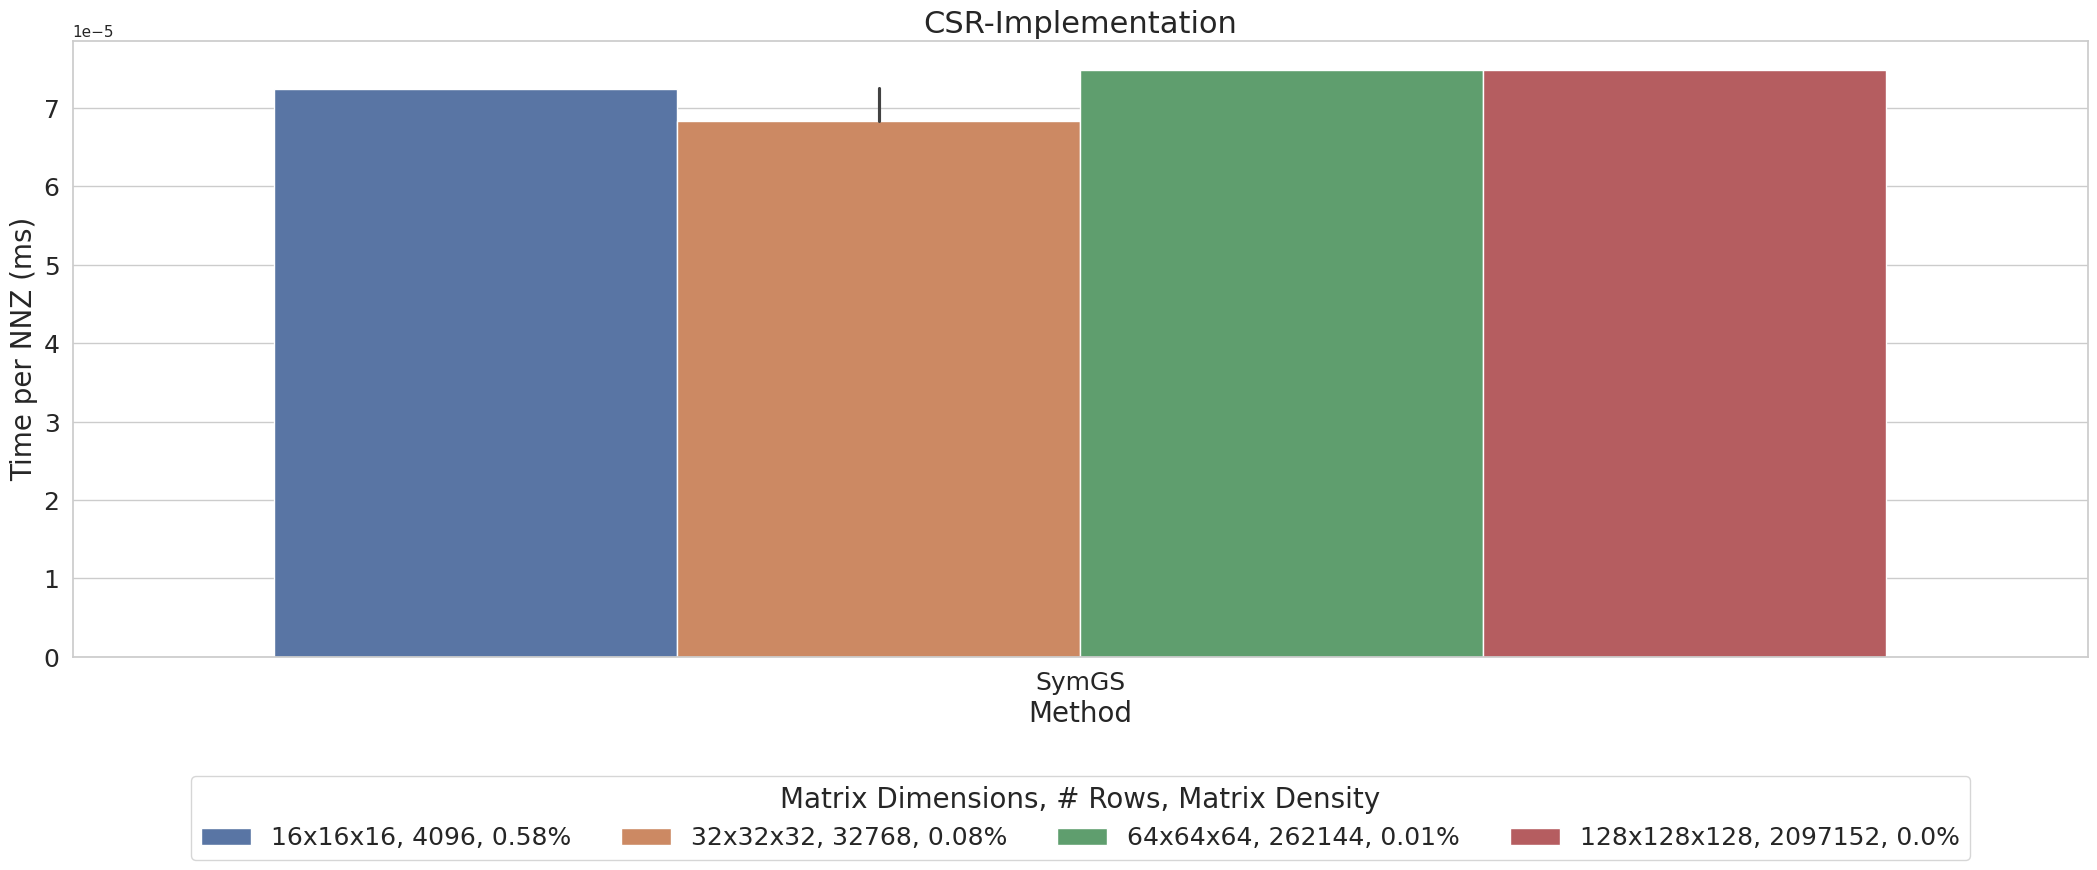 CSR-Implementation
1e−5
7
6
5
4
3
2
1
0
Time per NNZ (ms)
SymGS
Method
Matrix Dimensions, # Rows, Matrix Density
16x16x16, 4096, 0.58%
32x32x32, 32768, 0.08%
64x64x64, 262144, 0.01%
128x128x128, 2097152, 0.0%